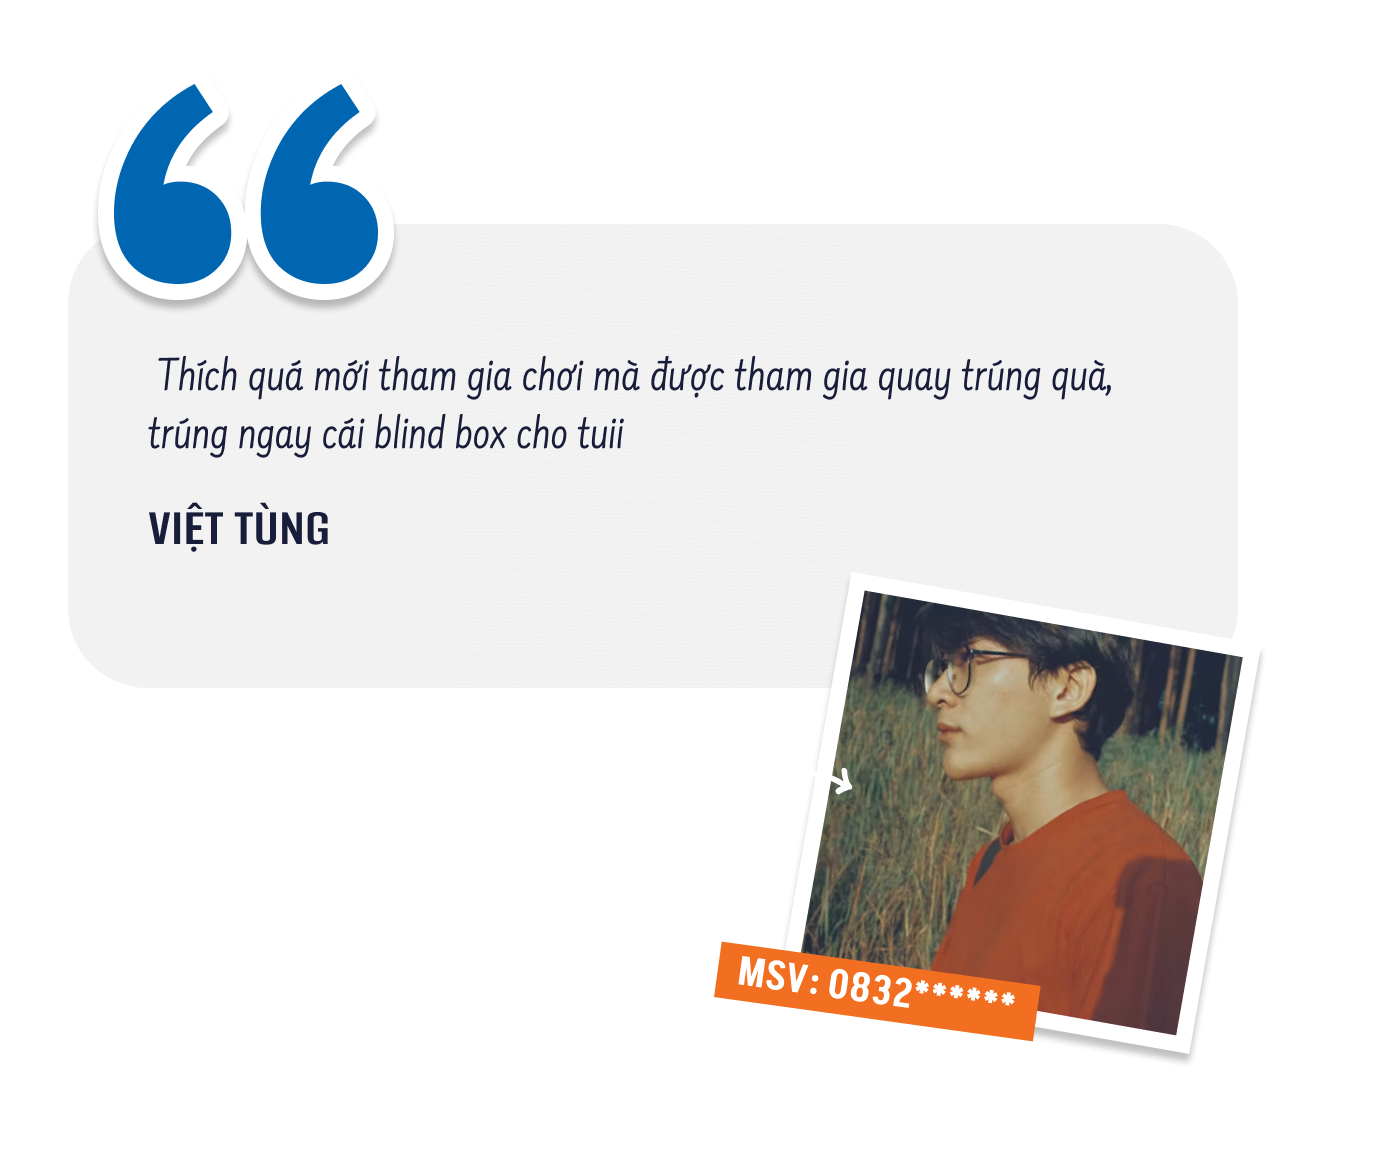 Thích quá mới tham gia chơi mà được tham gia quay trúng quà,
trúng ngay cái blind box cho tuii
VIỆT TÙNG
MSV: 0832******